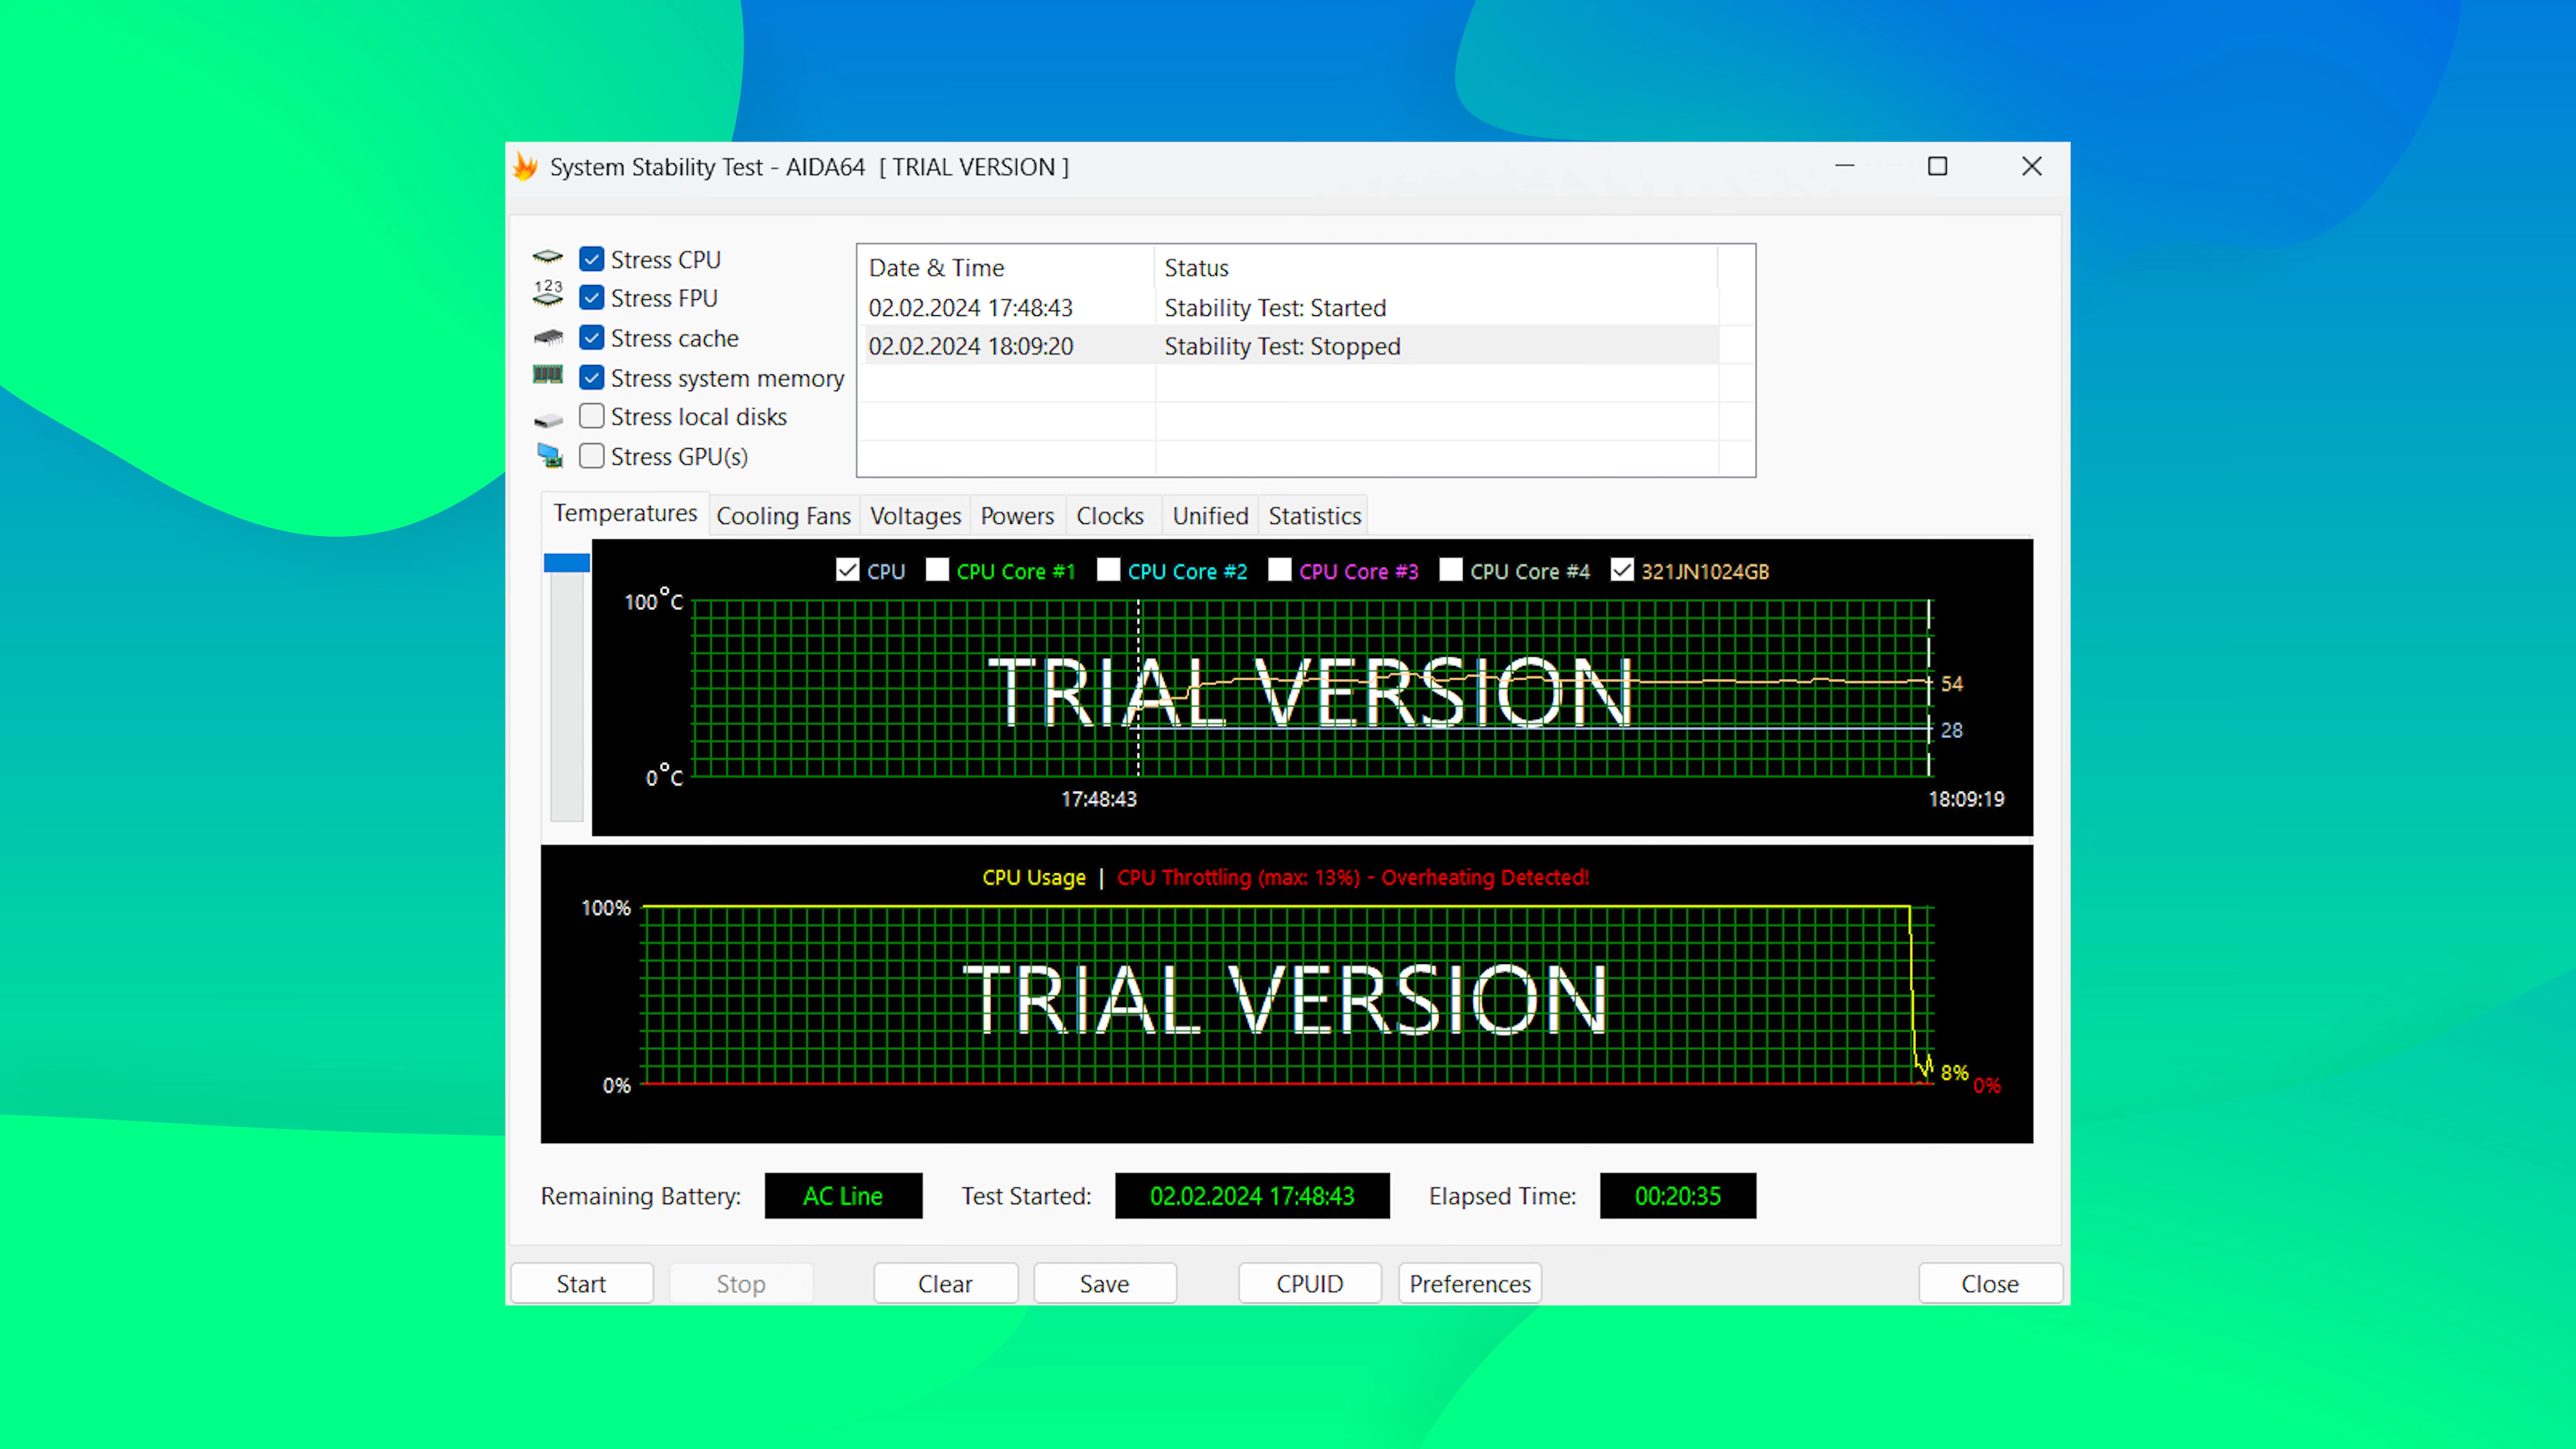 System Stability Test - AIDA64 [ TRIAL VERSION ]
Stress CPU
123
Stress FPU
Stress cache
Stress system memory
Stress local disks
Stress GPU(s)
Date & Time Status
02.02.2024 17:48:43 Stability Test: Started
02.02.2024 18:09:20 Stability Test: Stopped
Temperatures Cooling Fans Voltages Powers Clocks Unified Statistics
CPU CPU Core #1 CPU Core #2 CPU Core #3 CPU Core #4 321JN1024GB
100°C
TRIAL VERSION
54
28
0°C
17:48:43 18:09:19
CPU Usage | CPU Throttling (max: 13%) - Overheating Detected!
100%
TRIAL VERSION
8%
0% 0%
Remaining Battery: AC Line Test Started: 02.02.2024 17:48:43 Elapsed Time: 00:20:35
Start Stop Clear Save CPUID Preferences Close